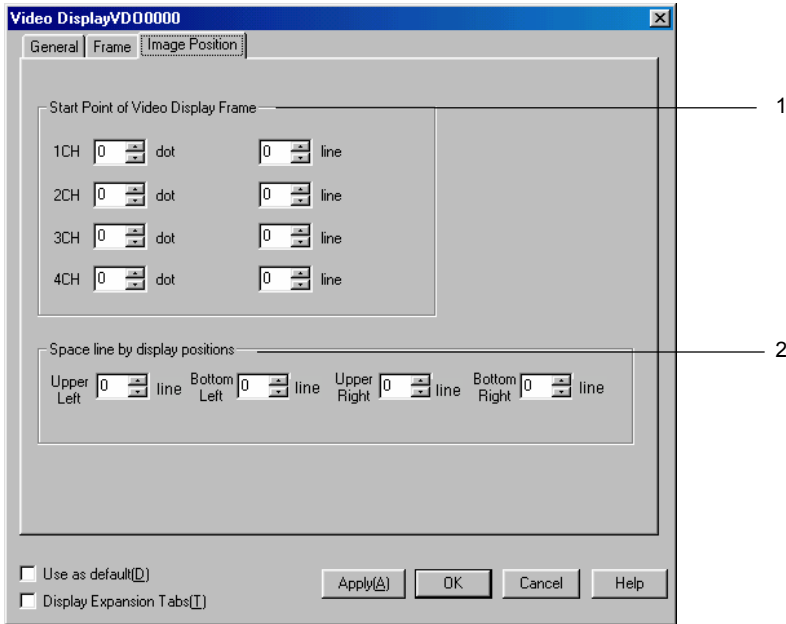 Video DisplayVDO0000
General Frame Image Position
Start Point of Video Display Frame 1
1CH 0 dot 0 line
2CH 0 dot 0 line
3CH 0 dot 0 line
4CH 0 dot 0 line
Space line by display positions 2
Upper Left 0 line Bottom Left 0 line Upper Right 0 line Bottom Right 0 line
Use as default(D)
Display Expansion Tabs(T)
Apply(A) OK Cancel Help